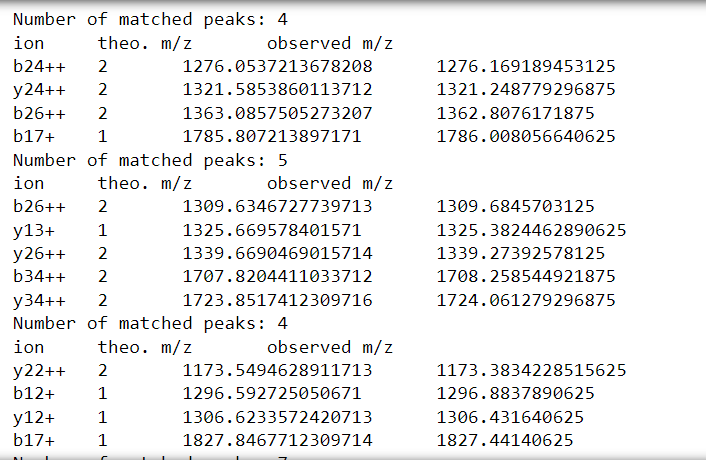 Number of matched peaks: 4
ion theo. m/z observed m/z
b24++ 2 1276.0537213678208 1276.169189453125
y24++ 2 1321.5853860113712 1321.248779296875
b26++ 2 1363.0857505273207 1362.8076171875
b17+ 1 1785.807213897171 1786.008056640625
Number of matched peaks: 5
ion theo. m/z observed m/z
b26++ 2 1309.6346727739713 1309.6845703125
y13+ 1 1325.669578401571 1325.3824462890625
y26++ 2 1339.6690469015714 1339.27392578125
b34++ 2 1707.8204411033712 1708.258544921875
y34++ 2 1723.8517412309716 1724.061279296875
Number of matched peaks: 4
ion theo. m/z observed m/z
y22++ 2 1173.5494628911713 1173.3834228515625
b12+ 1 1296.592725050671 1296.8837890625
y12+ 1 1306.6233572420713 1306.431640625
b17+ 1 1827.8467712309714 1827.44140625